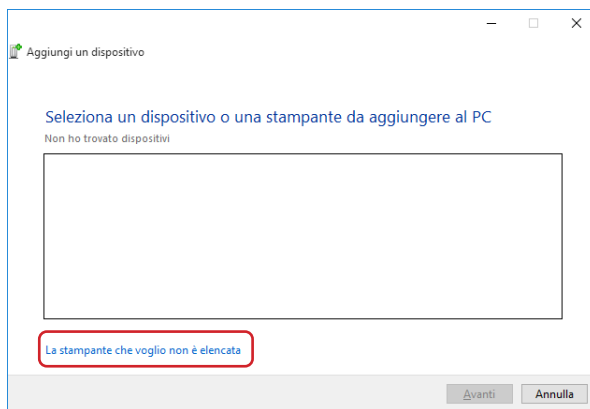 Aggiungi un dispositivo
Seleziona un dispositivo o una stampante da aggiungere al PC
Non ho trovato dispositivi
La stampante che voglio non è elencata
Avanti Annulla